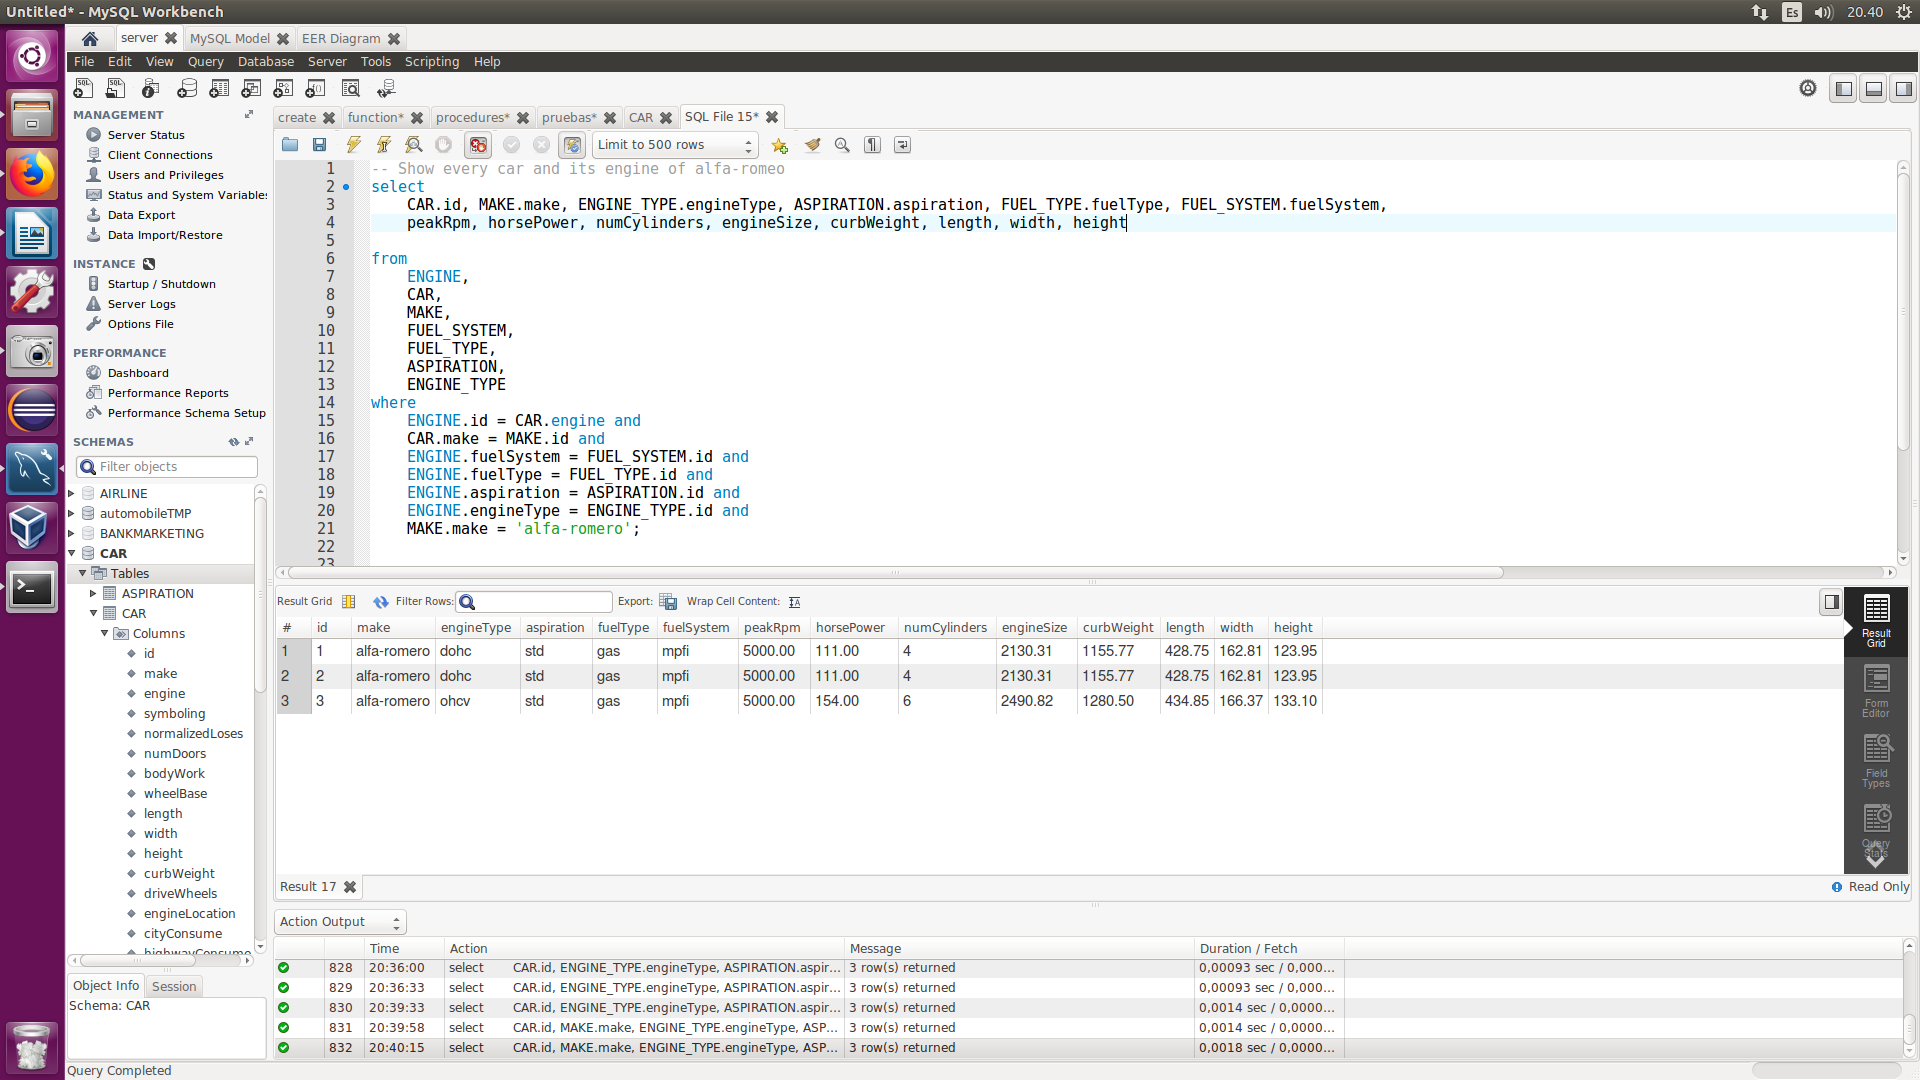 Untitled* - MySQL Workbench
Es
20.40
server
MySQL Model
EER Diagram
File Edit View Query Database Server Tools Scripting Help
MANAGEMENT
Server Status
Client Connections
Users and Privileges
Status and System Variables
Data Export
Data Import/Restore
INSTANCE
Startup / Shutdown
Server Logs
Options File
PERFORMANCE
Dashboard
Performance Reports
Performance Schema Setup
SCHEMAS
Filter objects
AIRLINE
automobileTMP
BANKMARKETING
CAR
Tables
ASPIRATION
CAR
Columns
id
make
engine
symboling
normalizedLoses
numDoors
bodyWork
wheelBase
length
width
height
curbWeight
driveWheels
engineLocation
cityConsume
highwayConsume
Object Info Session
Schema: CAR
Query Completed
create function* procedures* pruebas* CAR SQL File 15*
Limit to 500 rows
1 -- Show every car and its engine of alfa-romeo
2 select
3 CAR.id, MAKE.make, ENGINE_TYPE.engineType, ASPIRATION.aspiration, FUEL_TYPE.fuelType, FUEL_SYSTEM.fuelSystem,
4 peakRpm, horsePower, numCylinders, engineSize, curbWeight, length, width, height
5
6 from
7 ENGINE,
8 CAR,
9 MAKE,
10 FUEL_SYSTEM,
11 FUEL_TYPE,
12 ASPIRATION,
13 ENGINE_TYPE
14 where
15 ENGINE.id = CAR.engine and
16 CAR.make = MAKE.id and
17 ENGINE.fuelSystem = FUEL_SYSTEM.id and
18 ENGINE.fuelType = FUEL_TYPE.id and
19 ENGINE.aspiration = ASPIRATION.id and
20 ENGINE.engineType = ENGINE_TYPE.id and
21 MAKE.make = 'alfa-romero';
22
23
Result Grid Filter Rows: Export: Wrap Cell Content:
# id make engineType aspiration fuelType fuelSystem peakRpm horsePower numCylinders engineSize curbWeight length width height
1 1 alfa-romero dohc std gas mpfi 5000.00 111.00 4 2130.31 1155.77 428.75 162.81 123.95
2 2 alfa-romero dohc std gas mpfi 5000.00 111.00 4 2130.31 1155.77 428.75 162.81 123.95
3 3 alfa-romero ohcv std gas mpfi 5000.00 154.00 6 2490.82 1280.50 434.85 166.37 133.10
Result
Grid
Form
Editor
Field
Types
Query
Stats
Result 17
Read Only
Action Output
Time Action Message Duration / Fetch
828 20:36:00 select CAR.id, ENGINE_TYPE.engineType, ASPIRATION.aspir... 3 row(s) returned 0,00093 sec / 0,000...
829 20:36:33 select CAR.id, ENGINE_TYPE.engineType, ASPIRATION.aspir... 3 row(s) returned 0,00093 sec / 0,000...
830 20:39:33 select CAR.id, ENGINE_TYPE.engineType, ASPIRATION.aspir... 3 row(s) returned 0,0014 sec / 0,0000...
831 20:39:58 select CAR.id, MAKE.make, ENGINE_TYPE.engineType, ASP... 3 row(s) returned 0,0014 sec / 0,0000...
832 20:40:15 select CAR.id, MAKE.make, ENGINE_TYPE.engineType, ASP... 3 row(s) returned 0,0018 sec / 0,0000...